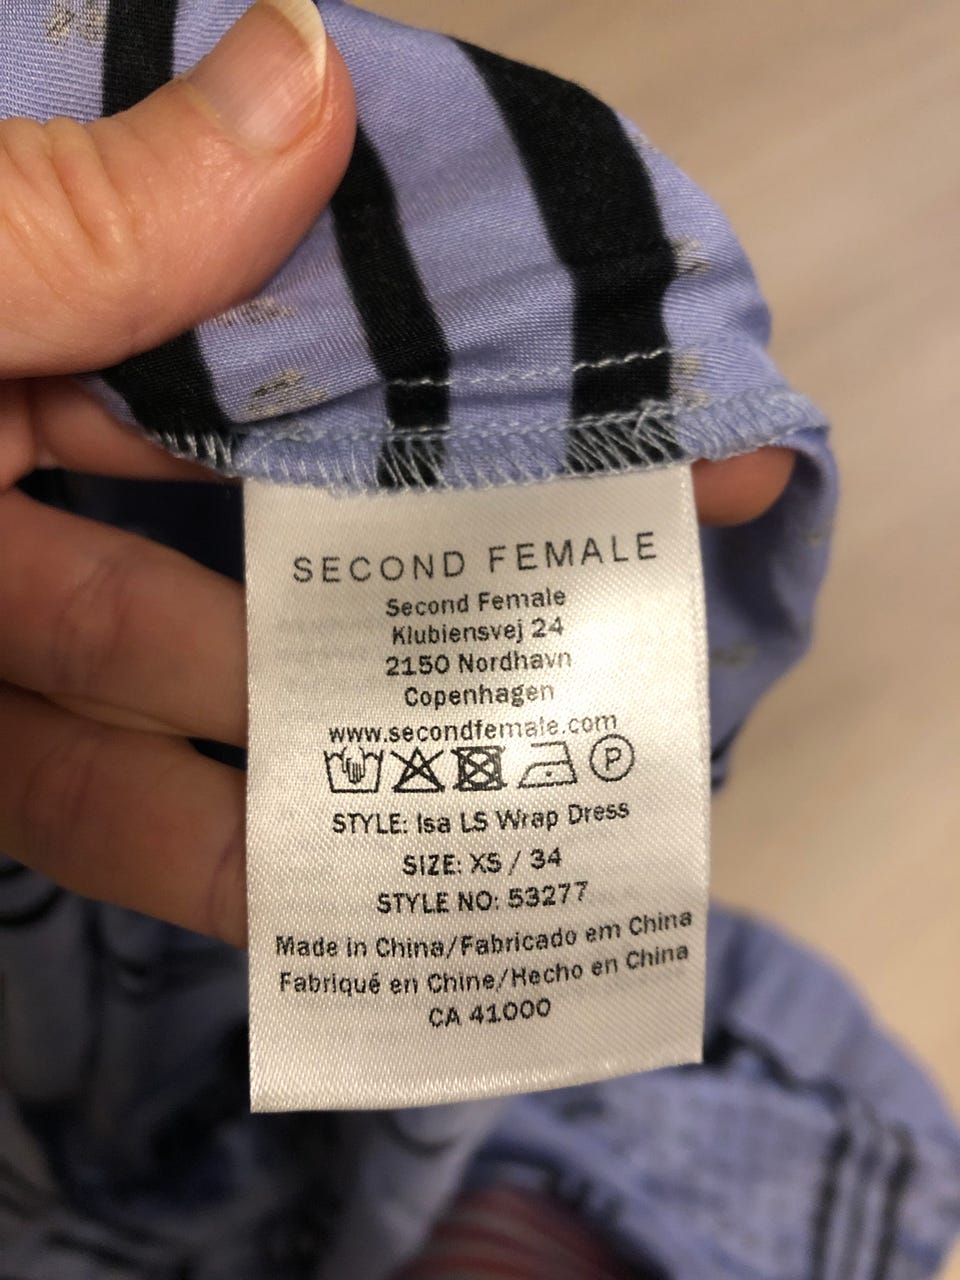 SECOND FEMALE
Second Female
Klubiensvej 24
2150 Nordhavn
Copenhagen
www.secondfemale.com
P
STYLE: Isa LS Wrap Dress
SIZE: XS / 34
STYLE NO: 53277
Made in China/Fabricado em China
Fabriqué en Chine/Hecho en China
CA 41000